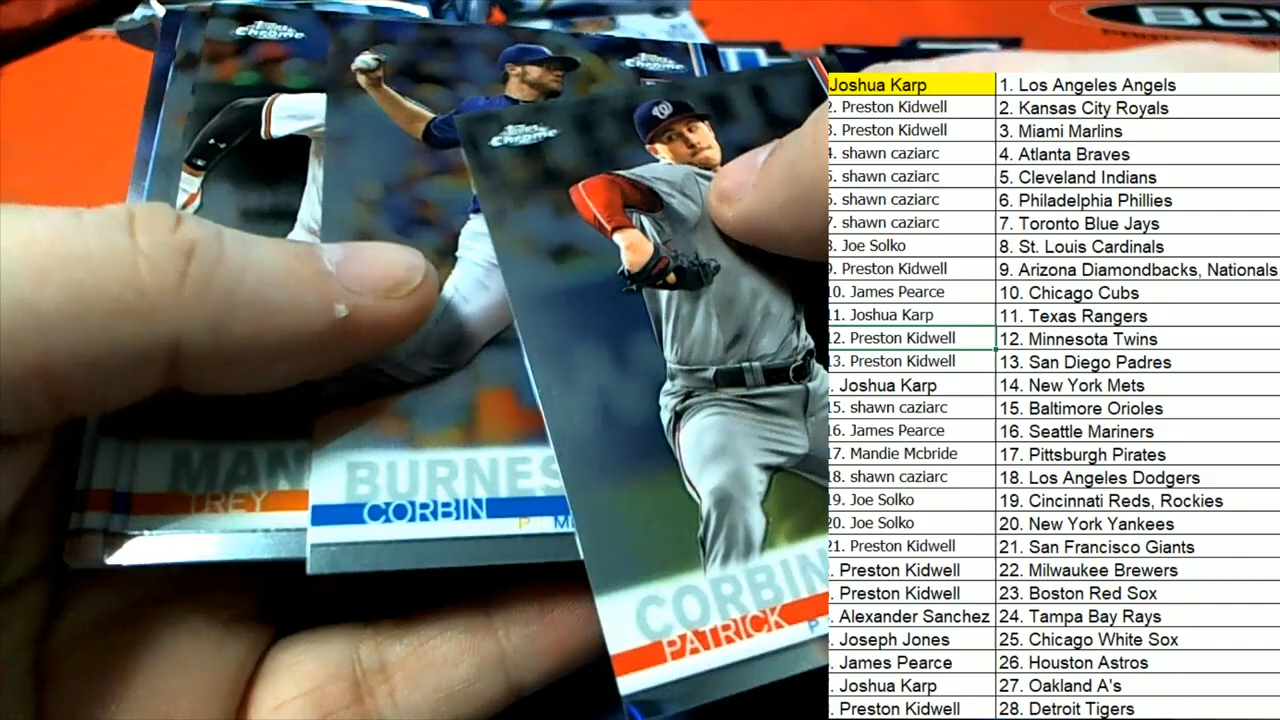 Topps
Chrome
Topps
Chrome
Topps
Chrome
BCW
MAN
TREY
BURNES
CORBIN
P
CORBIN
PATRICK
P
Joshua Karp 1. Los Angeles Angels
2. Preston Kidwell 2. Kansas City Royals
3. Preston Kidwell 3. Miami Marlins
4. shawn caziarc 4. Atlanta Braves
5. shawn caziarc 5. Cleveland Indians
6. shawn caziarc 6. Philadelphia Phillies
7. shawn caziarc 7. Toronto Blue Jays
8. Joe Solko 8. St. Louis Cardinals
9. Preston Kidwell 9. Arizona Diamondbacks, Nationals
10. James Pearce 10. Chicago Cubs
11. Joshua Karp 11. Texas Rangers
12. Preston Kidwell 12. Minnesota Twins
13. Preston Kidwell 13. San Diego Padres
. Joshua Karp 14. New York Mets
15. shawn caziarc 15. Baltimore Orioles
16. James Pearce 16. Seattle Mariners
17. Mandie Mcbride 17. Pittsburgh Pirates
18. shawn caziarc 18. Los Angeles Dodgers
19. Joe Solko 19. Cincinnati Reds, Rockies
20. Joe Solko 20. New York Yankees
21. Preston Kidwell 21. San Francisco Giants
. Preston Kidwell 22. Milwaukee Brewers
. Preston Kidwell 23. Boston Red Sox
. Alexander Sanchez 24. Tampa Bay Rays
. Joseph Jones 25. Chicago White Sox
. James Pearce 26. Houston Astros
. Joshua Karp 27. Oakland A's
. Preston Kidwell 28. Detroit Tigers